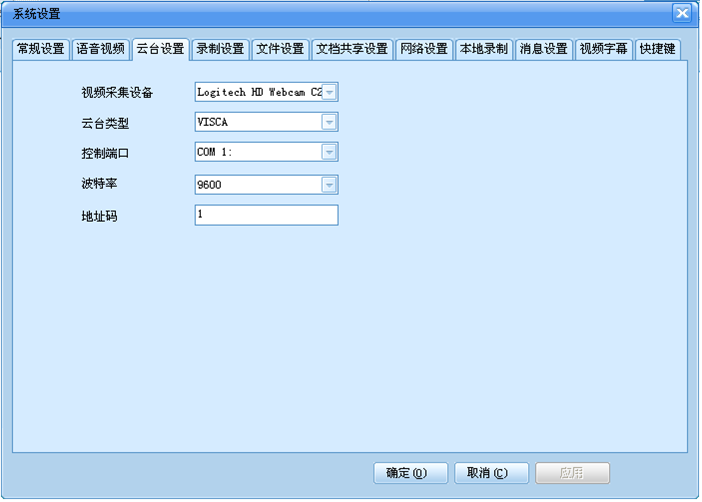 系统设置
常规设置 语音视频 云台设置 录制设置 文件设置 文档共享设置 网络设置 本地录制 消息设置 视频字幕 快捷键
视频采集设备 Logitech HD Webcam C2
云台类型 VISCA
控制端口 COM 1:
波特率 9600
地址码 1
确定(O) 取消(C) 应用